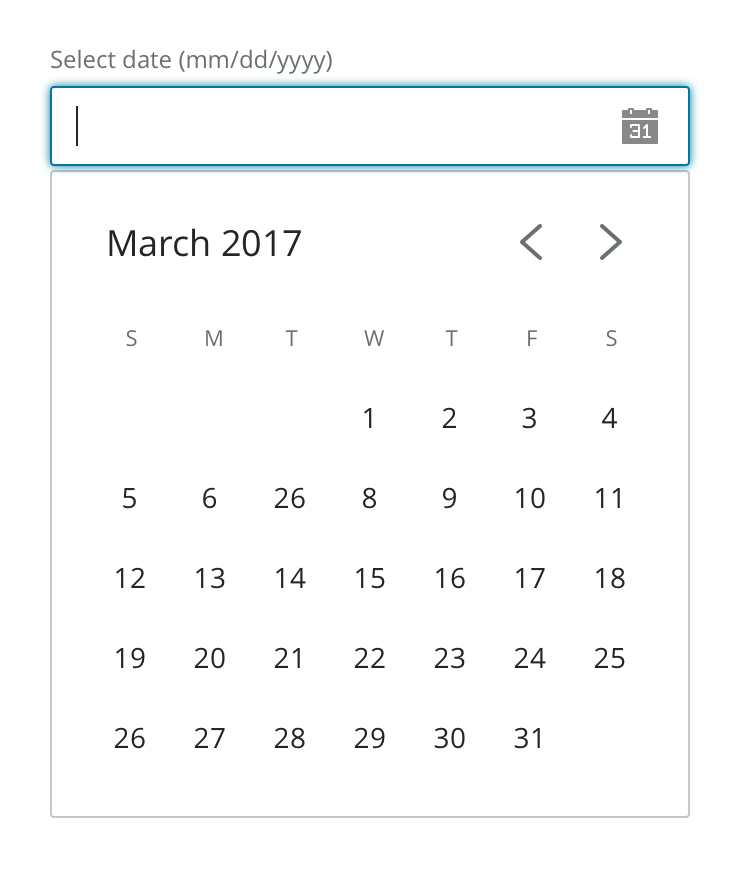 Select date (mm/dd/yyyy)
31
March 2017
S M T W T F S
1 2 3 4
5 6 26 8 9 10 11
12 13 14 15 16 17 18
19 20 21 22 23 24 25
26 27 28 29 30 31